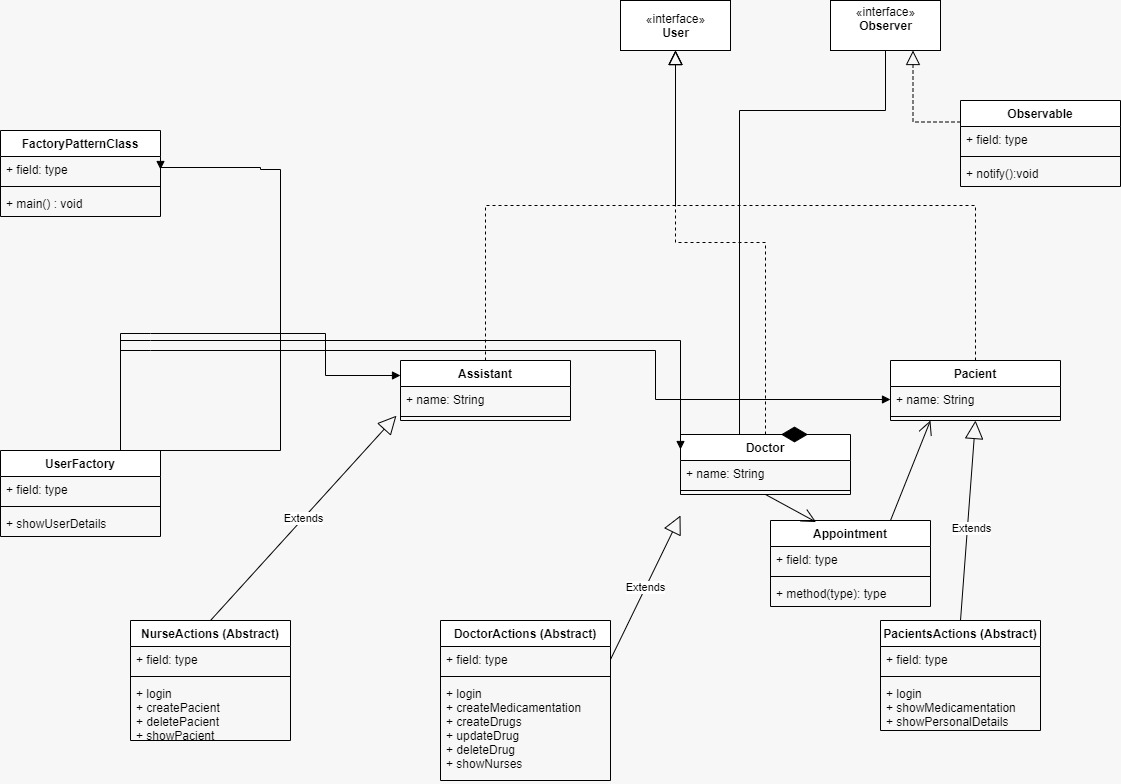 «interface»
User
«interface»
Observer
Observable
+ field: type
+ notify():void
FactoryPatternClass
+ field: type
+ main() : void
Assistant
+ name: String
Pacient
+ name: String
Doctor
+ name: String
UserFactory
+ field: type
+ showUserDetails
Extends
Extends
Extends
Appointment
+ field: type
+ method(type): type
NurseActions (Abstract)
+ field: type
+ login
+ createPacient
+ deletePacient
+ showPacient
DoctorActions (Abstract)
+ field: type
+ login
+ createMedicamentation
+ createDrugs
+ updateDrug
+ deleteDrug
+ showNurses
PacientsActions (Abstract)
+ field: type
+ login
+ showMedicamentation
+ showPersonalDetails